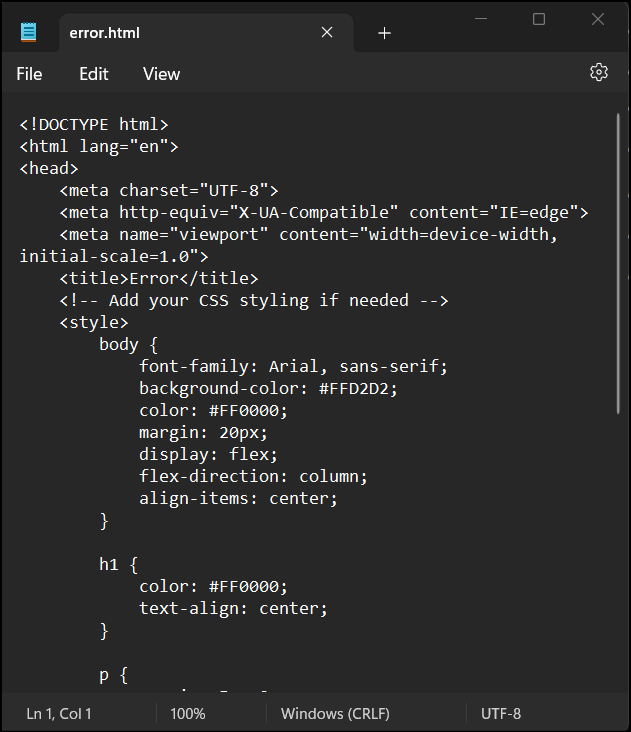 error.html
File Edit View
<!DOCTYPE html>
<html lang="en">
<head>
    <meta charset="UTF-8">
    <meta http-equiv="X-UA-Compatible" content="IE=edge">
    <meta name="viewport" content="width=device-width,
initial-scale=1.0">
    <title>Error</title>
    <!-- Add your CSS styling if needed -->
    <style>
        body {
            font-family: Arial, sans-serif;
            background-color: #FFD2D2;
            color: #FF0000;
            margin: 20px;
            display: flex;
            flex-direction: column;
            align-items: center;
        }

        h1 {
            color: #FF0000;
            text-align: center;
        }

        p {
Ln 1, Col 1 100% Windows (CRLF) UTF-8